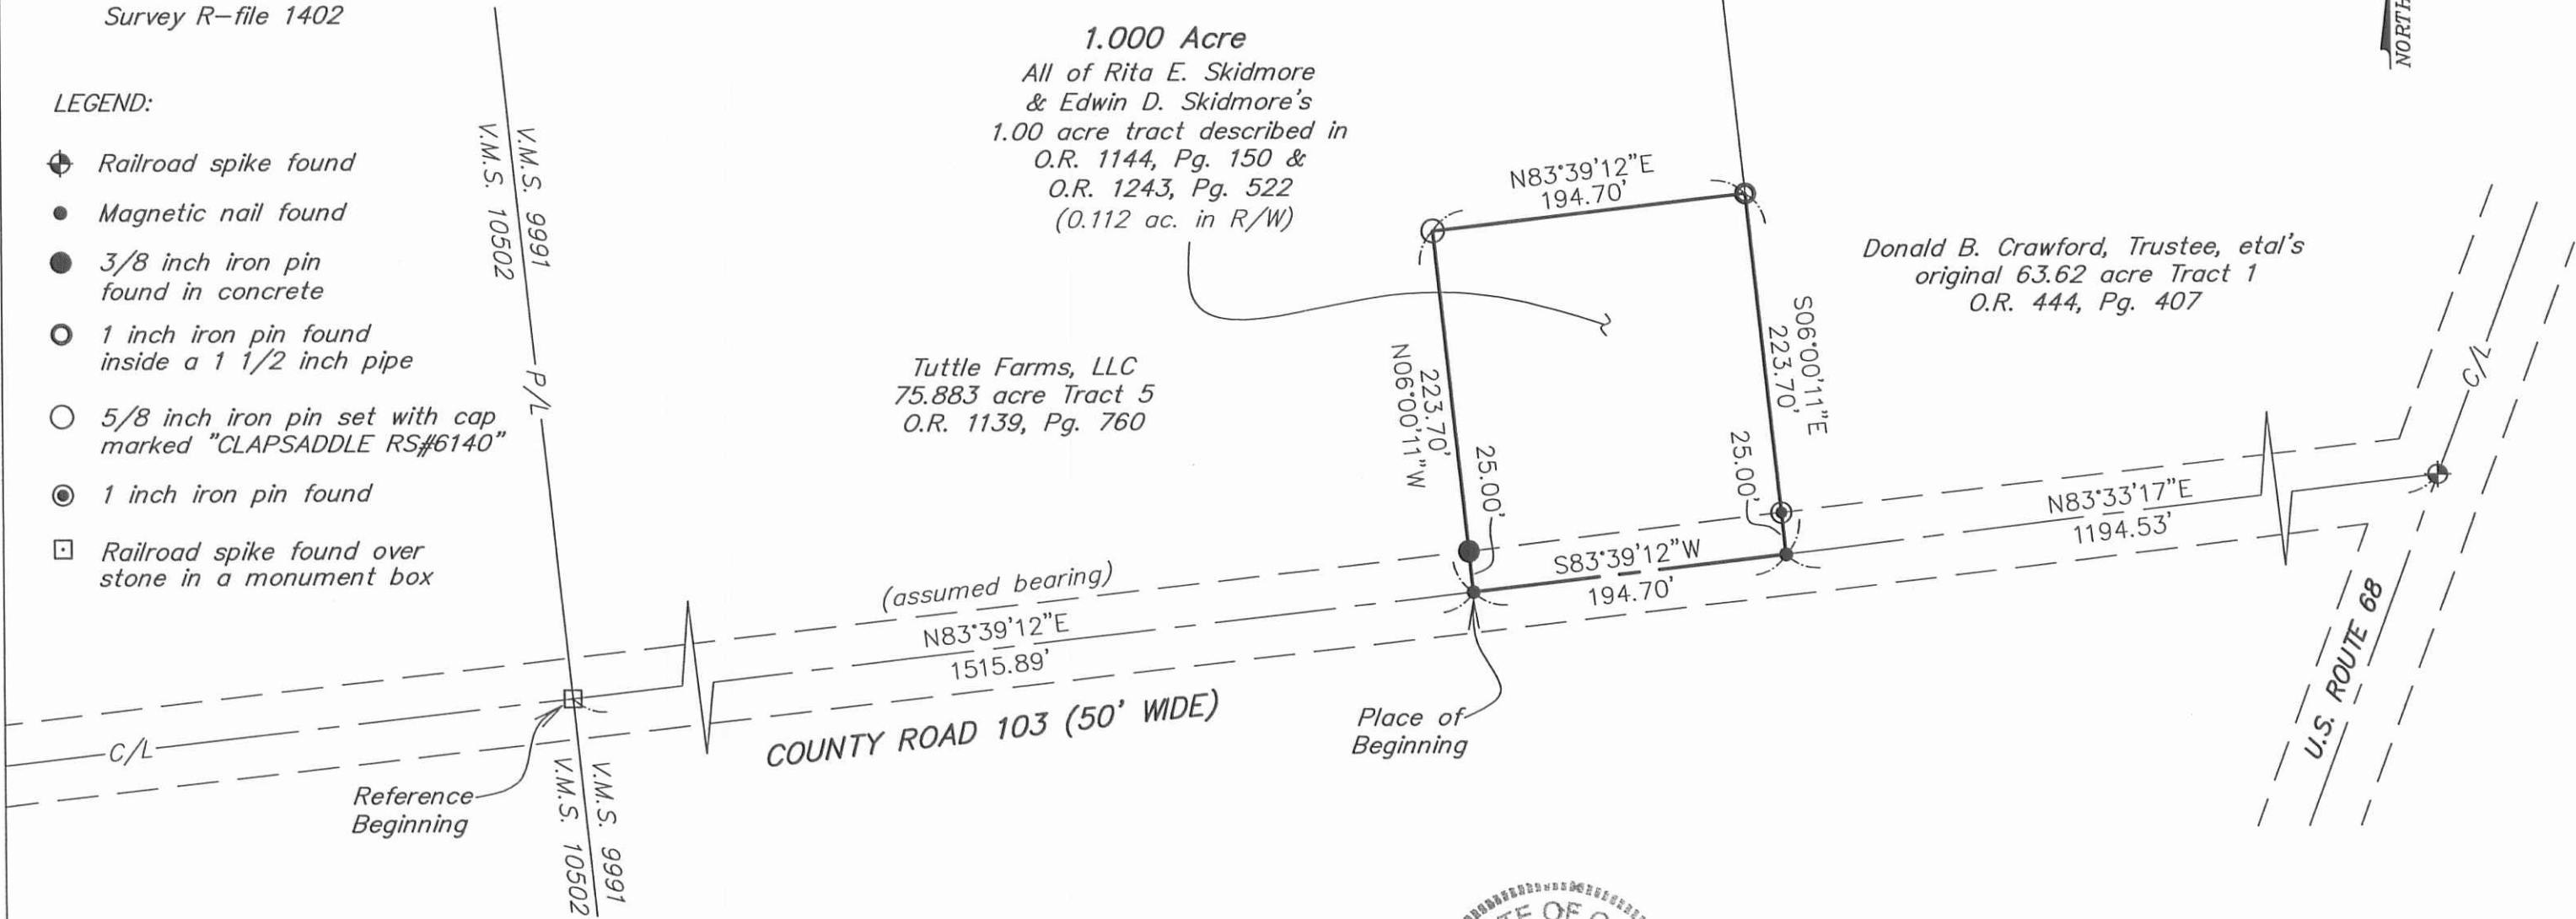 Survey R-file 1402
LEGEND:
Railroad spike found
Magnetic nail found
3/8 inch iron pin
found in concrete
1 inch iron pin found
inside a 1 1/2 inch pipe
5/8 inch iron pin set with cap
marked "CLAPSADDLE RS#6140"
1 inch iron pin found
Railroad spike found over
stone in a monument box
V.M.S. 9991
V.M.S. 10502
P/L
1.000 Acre
All of Rita E. Skidmore
& Edwin D. Skidmore's
1.00 acre tract described in
O.R. 1144, Pg. 150 &
O.R. 1243, Pg. 522
(0.112 ac. in R/W)
NORTH
N83°39'12"E
194.70'
Donald B. Crawford, Trustee, etal's
original 63.62 acre Tract 1
O.R. 444, Pg. 407
S06°00'11"E
223.70'
25.00'
Tuttle Farms, LLC
75.883 acre Tract 5
O.R. 1139, Pg. 760
223.70'
N06°00'11"W
25.00'
C/L
N83°33'17"E
1194.53'
S83°39'12"W
194.70'
(assumed bearing)
N83°39'12"E
1515.89'
COUNTY ROAD 103 (50' WIDE)
U.S. ROUTE 68
Place of
Beginning
C/L
Reference
Beginning
V.M.S. 9991
V.M.S. 10502
TE OF